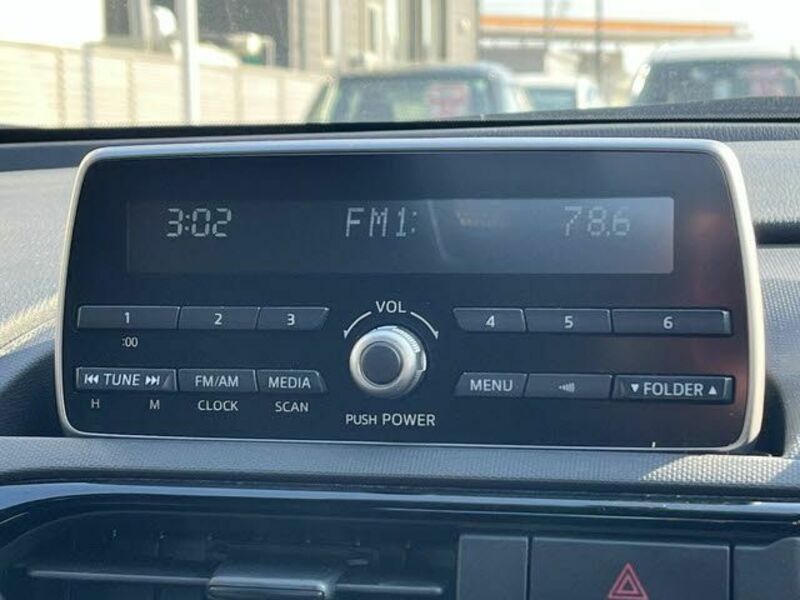 3:02 FM1: 78.6
VOL
1 2 3 4 5 6
:00
TUNE FM/AM MEDIA MENU FOLDER
H M CLOCK SCAN
PUSH POWER